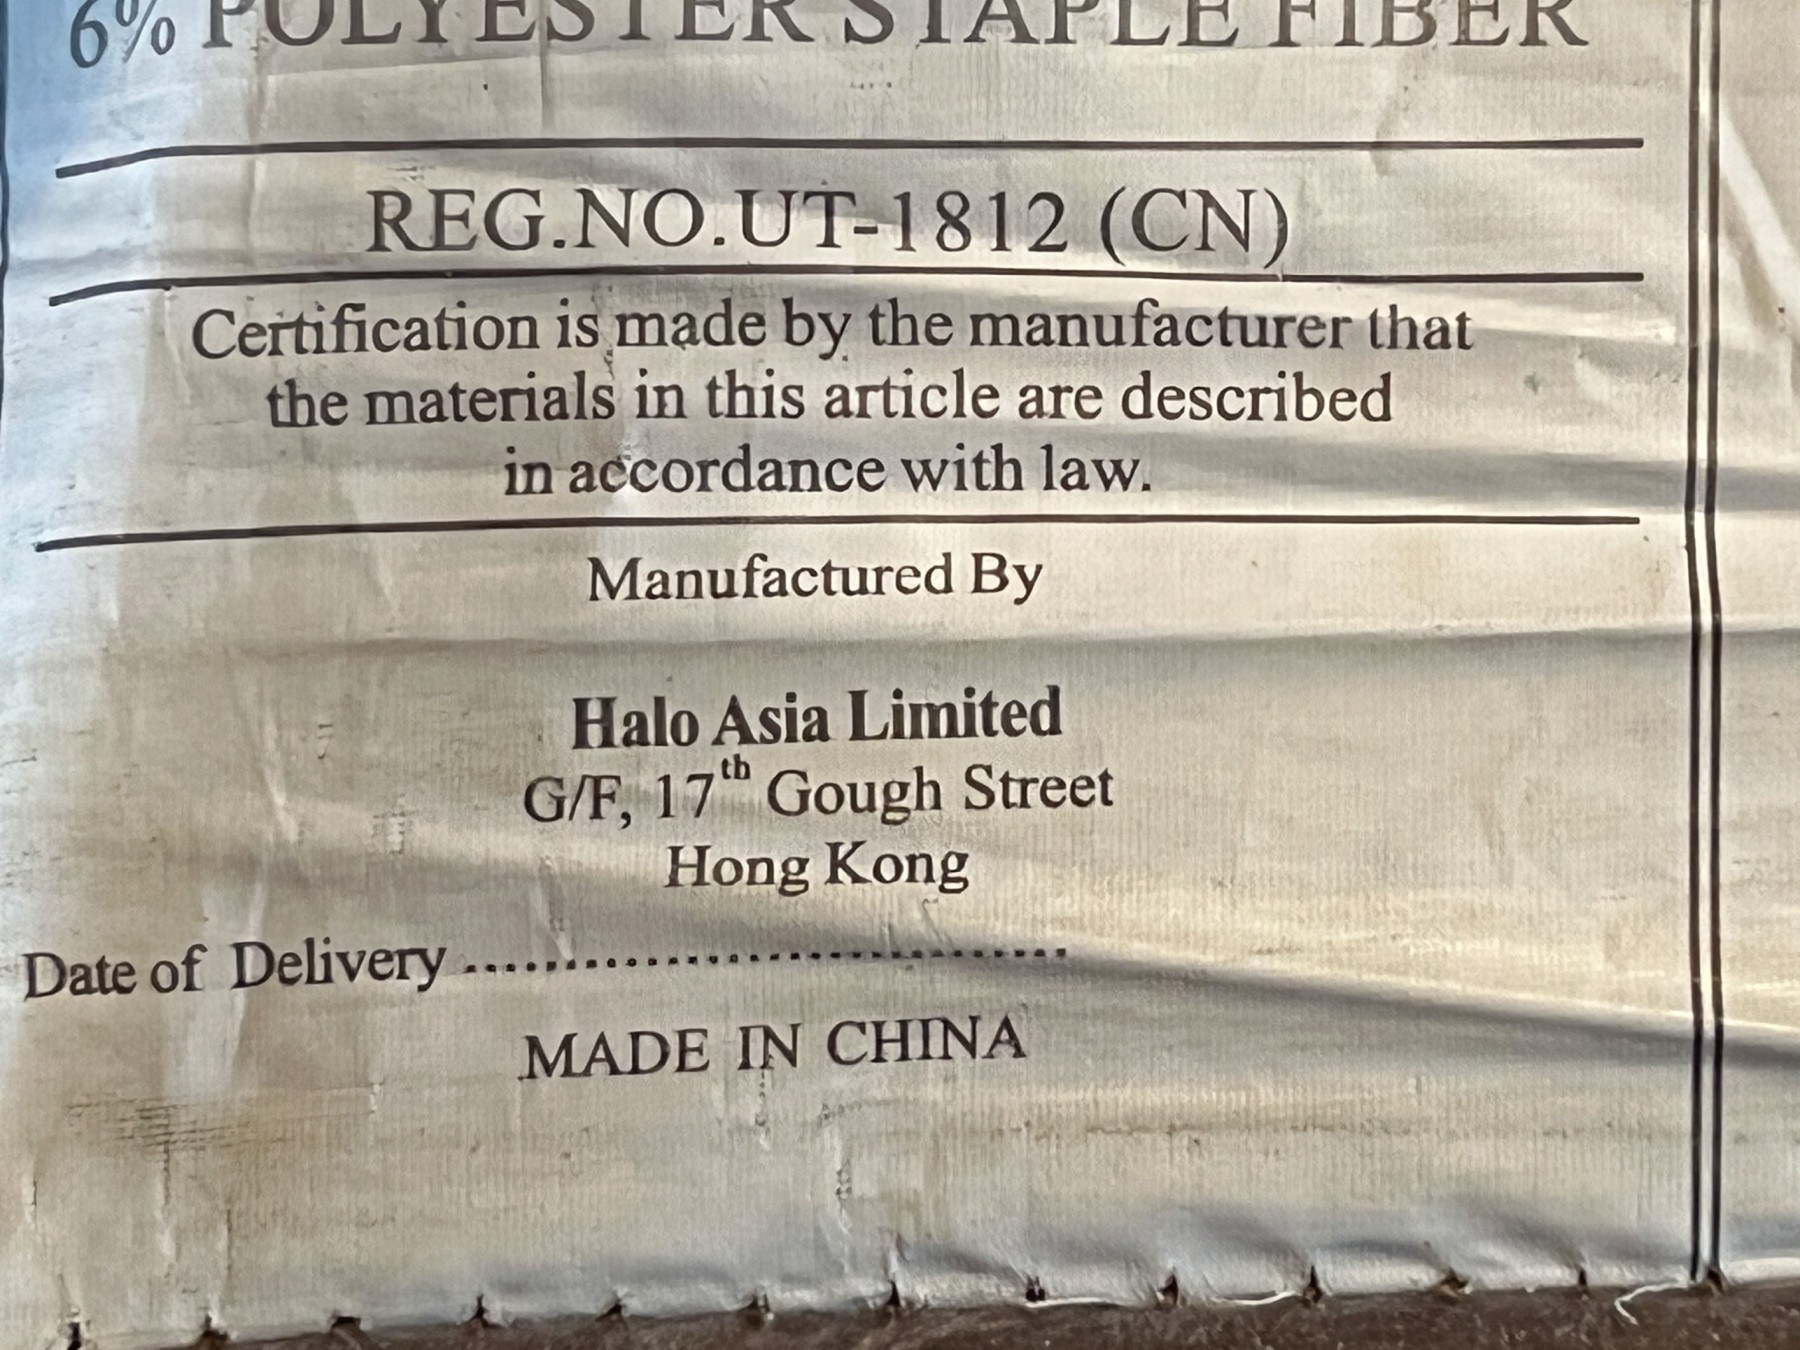 6% POLYESTER STAPLE FIBER
REG.NO.UT-1812 (CN)
Certification is made by the manufacturer that
the materials in this article are described
in accordance with law.
Manufactured By
Halo Asia Limited
G/F, 17th Gough Street
Hong Kong
Date of Delivery ..............................
MADE IN CHINA